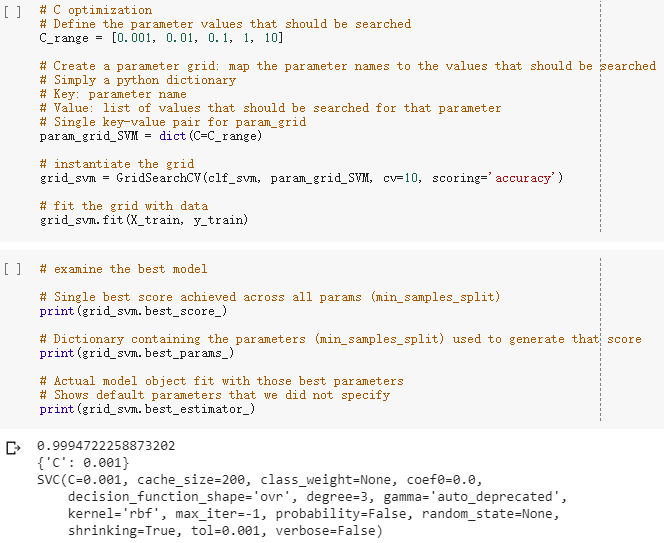 [ ] # C optimization
# Define the parameter values that should be searched
C_range = [0.001, 0.01, 0.1, 1, 10]
# Create a parameter grid: map the parameter names to the values that should be searched
# Simply a python dictionary
# Key: parameter name
# Value: list of values that should be searched for that parameter
# Single key-value pair for param_grid
param_grid_SVM = dict(C=C_range)
# instantiate the grid
grid_svm = GridSearchCV(clf_svm, param_grid_SVM, cv=10, scoring='accuracy')
# fit the grid with data
grid_svm.fit(X_train, y_train)
[ ] # examine the best model
# Single best score achieved across all params (min_samples_split)
print(grid_svm.best_score_)
# Dictionary containing the parameters (min_samples_split) used to generate that score
print(grid_svm.best_params_)
# Actual model object fit with those best parameters
# Shows default parameters that we did not specify
print(grid_svm.best_estimator_)
0.9994722258873202
{'C': 0.001}
SVC(C=0.001, cache_size=200, class_weight=None, coef0=0.0,
decision_function_shape='ovr', degree=3, gamma='auto_deprecated',
kernel='rbf', max_iter=-1, probability=False, random_state=None,
shrinking=True, tol=0.001, verbose=False)